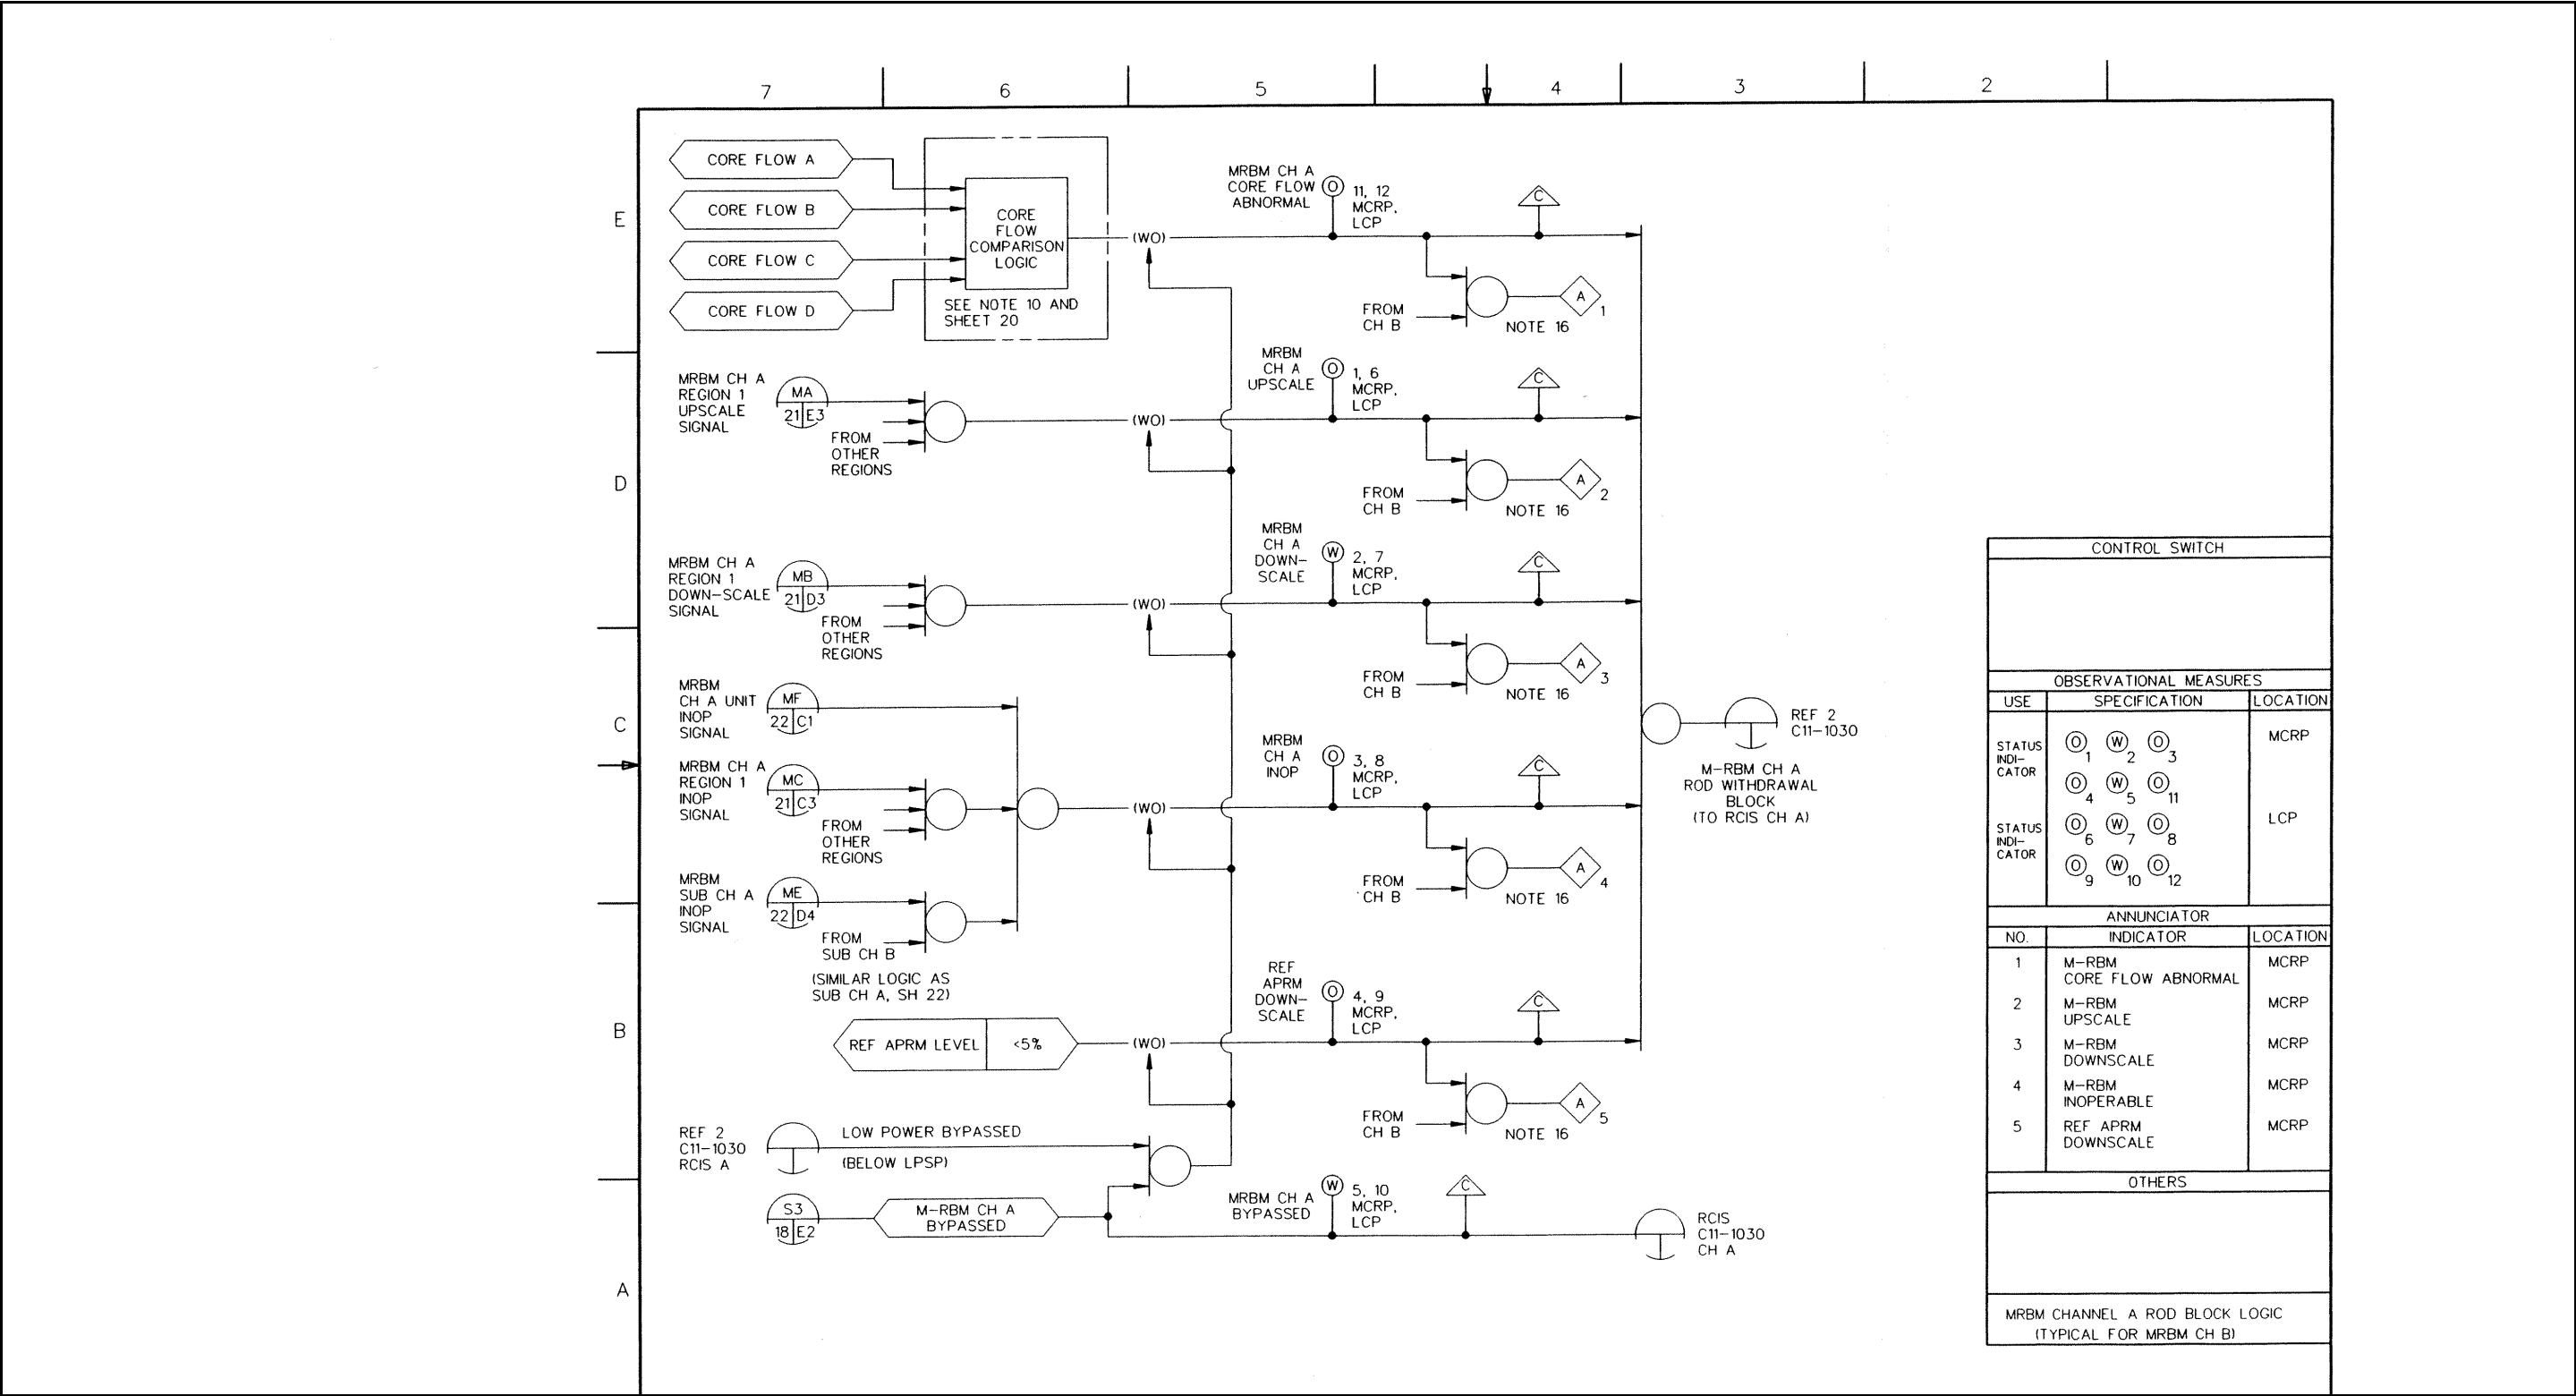 7
6
5
4
3
2
E
D
C
B
A
CORE FLOW A
CORE FLOW B
CORE FLOW C
CORE FLOW D
CORE
FLOW
COMPARISON
LOGIC
SEE NOTE 10 AND
SHEET 20
(WO)
MRBM CH A
CORE FLOW
ABNORMAL
O
11, 12
MCRP,
LCP
C
FROM
CH B
A
1
NOTE 16
MRBM CH A
REGION 1
UPSCALE
SIGNAL
MA
21 E3
FROM
OTHER
REGIONS
(WO)
MRBM
CH A
UPSCALE
O
1, 6
MCRP,
LCP
C
FROM
CH B
A
2
NOTE 16
MRBM CH A
REGION 1
DOWN-SCALE
SIGNAL
MB
21 D3
FROM
OTHER
REGIONS
(WO)
MRBM
CH A
DOWN-
SCALE
W
2, 7
MCRP,
LCP
C
FROM
CH B
A
3
NOTE 16
MRBM
CH A UNIT
INOP
SIGNAL
MF
22 C1
MRBM CH A
REGION 1
INOP
SIGNAL
MC
21 C3
FROM
OTHER
REGIONS
MRBM
SUB CH A
INOP
SIGNAL
ME
22 D4
FROM
SUB CH B
(SIMILAR LOGIC AS
SUB CH A, SH 22)
(WO)
MRBM
CH A
INOP
O
3, 8
MCRP,
LCP
C
FROM
CH B
A
4
NOTE 16
REF 2
C11-1030
M-RBM CH A
ROD WITHDRAWAL
BLOCK
(TO RCIS CH A)
REF APRM LEVEL <5%
(WO)
REF
APRM
DOWN-
SCALE
O
4, 9
MCRP,
LCP
C
FROM
CH B
A
5
NOTE 16
REF 2
C11-1030
RCIS A
LOW POWER BYPASSED
(BELOW LPSP)
S3
18 E2
M-RBM CH A
BYPASSED
MRBM CH A
BYPASSED
W
5, 10
MCRP,
LCP
C
RCIS
C11-1030
CH A
CONTROL SWITCH
OBSERVATIONAL MEASURES
USE SPECIFICATION LOCATION
STATUS
INDI-
CATOR
O 1 W 2 O 3
O 4 W 5 O 11
MCRP
STATUS
INDI-
CATOR
O 6 W 7 O 8
O 9 W 10 O 12
LCP
ANNUNCIATOR
NO. INDICATOR LOCATION
1 M-RBM MCRP
CORE FLOW ABNORMAL
2 M-RBM MCRP
UPSCALE
3 M-RBM MCRP
DOWNSCALE
4 M-RBM MCRP
INOPERABLE
5 REF APRM MCRP
DOWNSCALE
OTHERS
MRBM CHANNEL A ROD BLOCK LOGIC
(TYPICAL FOR MRBM CH B)